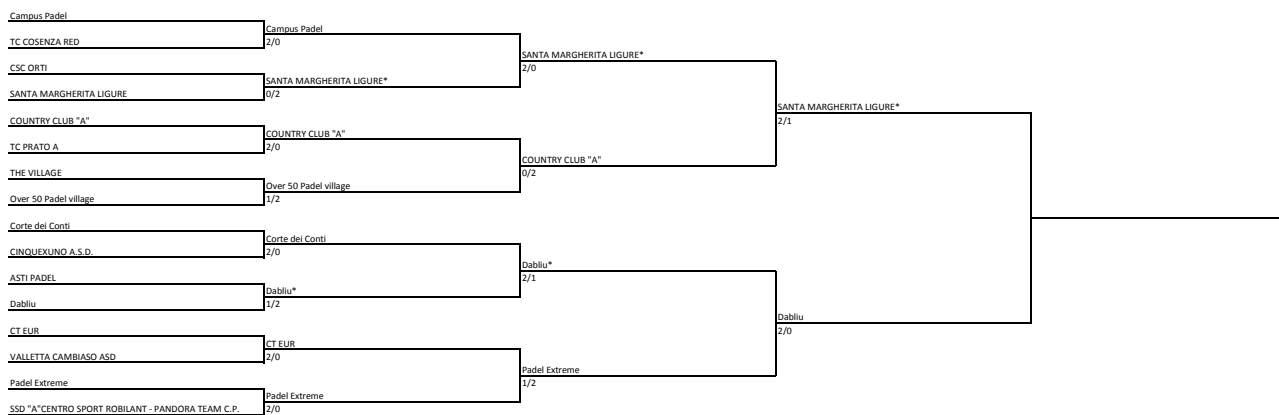 Campus Padel
TC COSENZA RED
CSC ORTI
SANTA MARGHERITA LIGURE
COUNTRY CLUB "A"
TC PRATO A
THE VILLAGE
Over 50 Padel village
Corte dei Conti
CINQUEXUNO A.S.D.
ASTI PADEL
Dabliu
CT EUR
VALLETTA CAMBIASO ASD
Padel Extreme
SSD "A"CENTRO SPORT ROBILANT - PANDORA TEAM C.P.
Campus Padel
2/0
SANTA MARGHERITA LIGURE*
0/2
COUNTRY CLUB "A"
2/0
Over 50 Padel village
1/2
Corte dei Conti
2/0
Dabliu*
1/2
CT EUR
2/0
Padel Extreme
2/0
SANTA MARGHERITA LIGURE*
2/0
COUNTRY CLUB "A"
0/2
Dabliu*
2/1
Padel Extreme
1/2
SANTA MARGHERITA LIGURE*
2/1
Dabliu
2/0